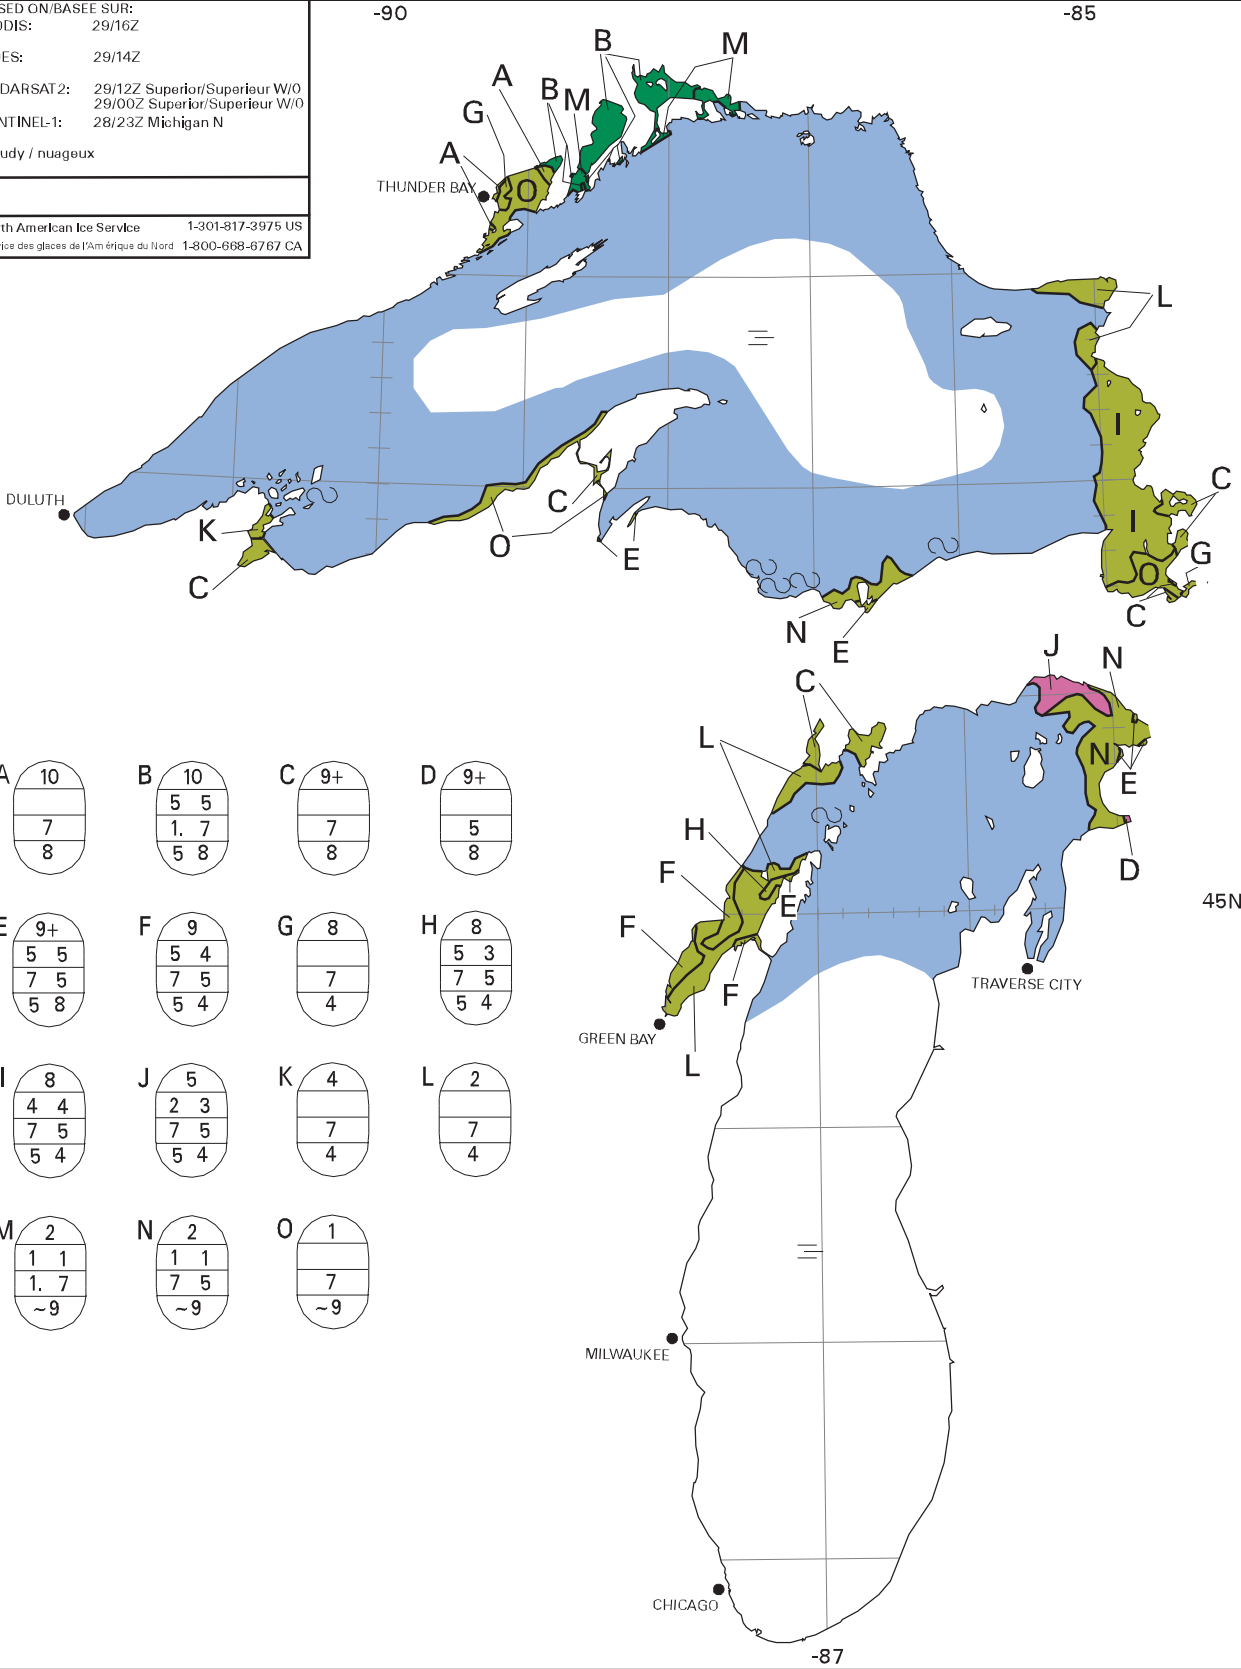 -90
-85
SED ON/BASEE SUR:
DDIS: 29/16Z
ES: 29/14Z
DARSAT2: 29/12Z Superior/Superieur W/0
29/00Z Superior/Superieur W/0
NTINEL-1: 28/23Z Michigan N
udy / nuageux
rth American Ice Service 1-301-817-3975 US
vice des glaces de l'Amérique du Nord 1-800-668-6767 CA
B
M
A
B
M
G
A
THUNDER BAY
O
L
I
DULUTH
C
C
K
I
O
G
E
O
C
C
N
E
J
N
C
L
N
E
H
D
F
E
45N
F
TRAVERSE CITY
F
GREEN BAY
L
A 10
7
8
B 10
5 5
1. 7
5 8
C 9+
7
8
D 9+
5
8
E 9+
5 5
7 5
5 8
F 9
5 4
7 5
5 4
G 8
7
4
H 8
5 3
7 5
5 4
I 8
4 4
7 5
5 4
J 5
2 3
7 5
5 4
K 4
7
4
L 2
7
4
M 2
1 1
1. 7
~9
N 2
1 1
7 5
~9
O 1
7
~9
MILWAUKEE
CHICAGO
-87